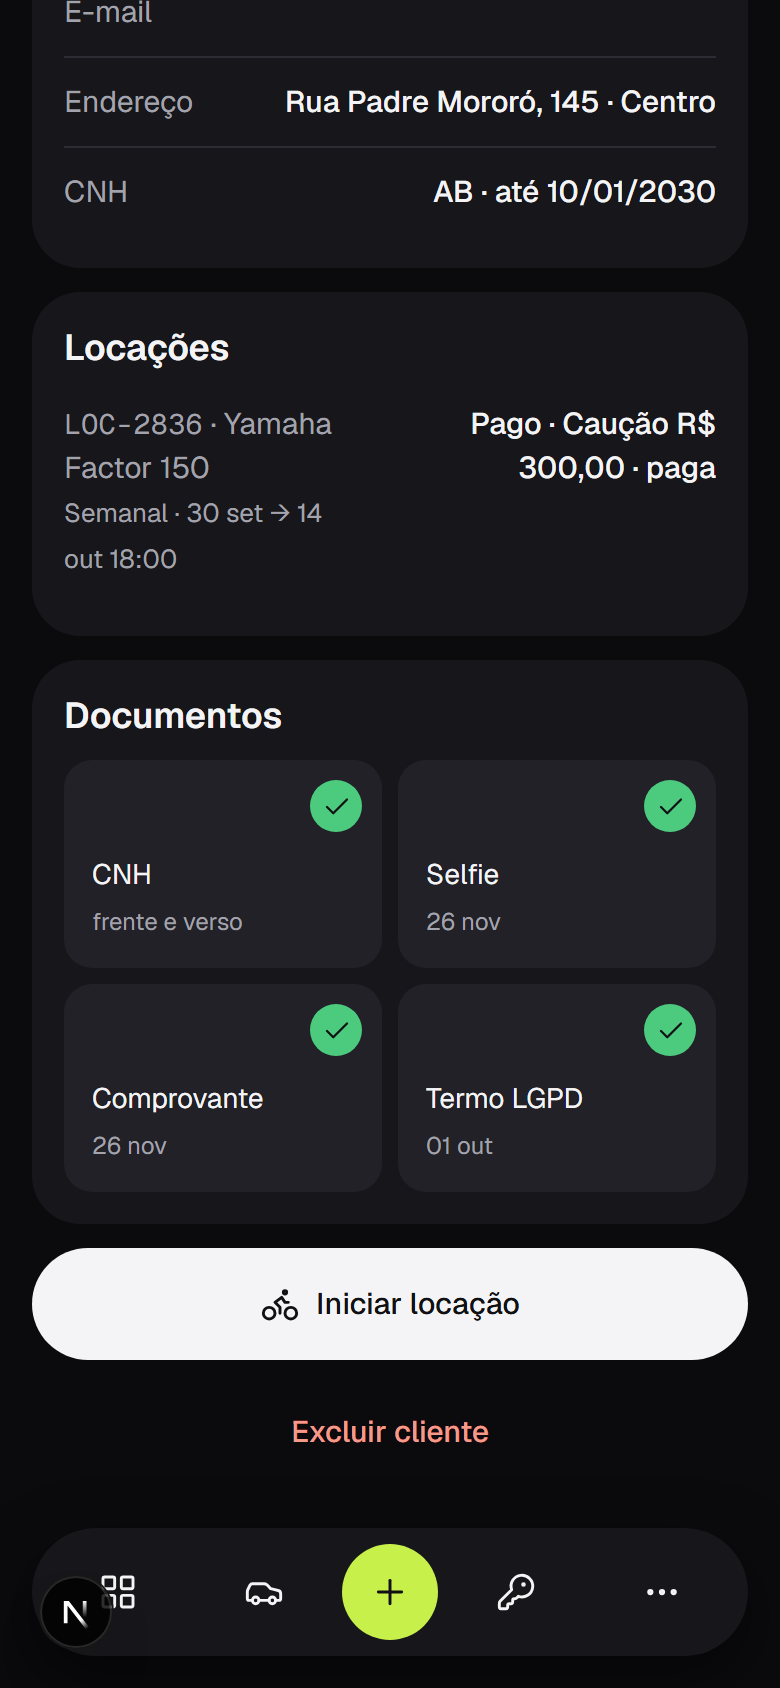 E-mail
Endereço Rua Padre Mororó, 145 · Centro
CNH AB · até 10/01/2030
Locações
LOC-2836 · Yamaha Pago · Caução R$
Factor 150 300,00 · paga
Semanal · 30 set → 14
out 18:00
Documentos
CNH Selfie
frente e verso 26 nov
Comprovante Termo LGPD
26 nov 01 out
Iniciar locação
Excluir cliente
N